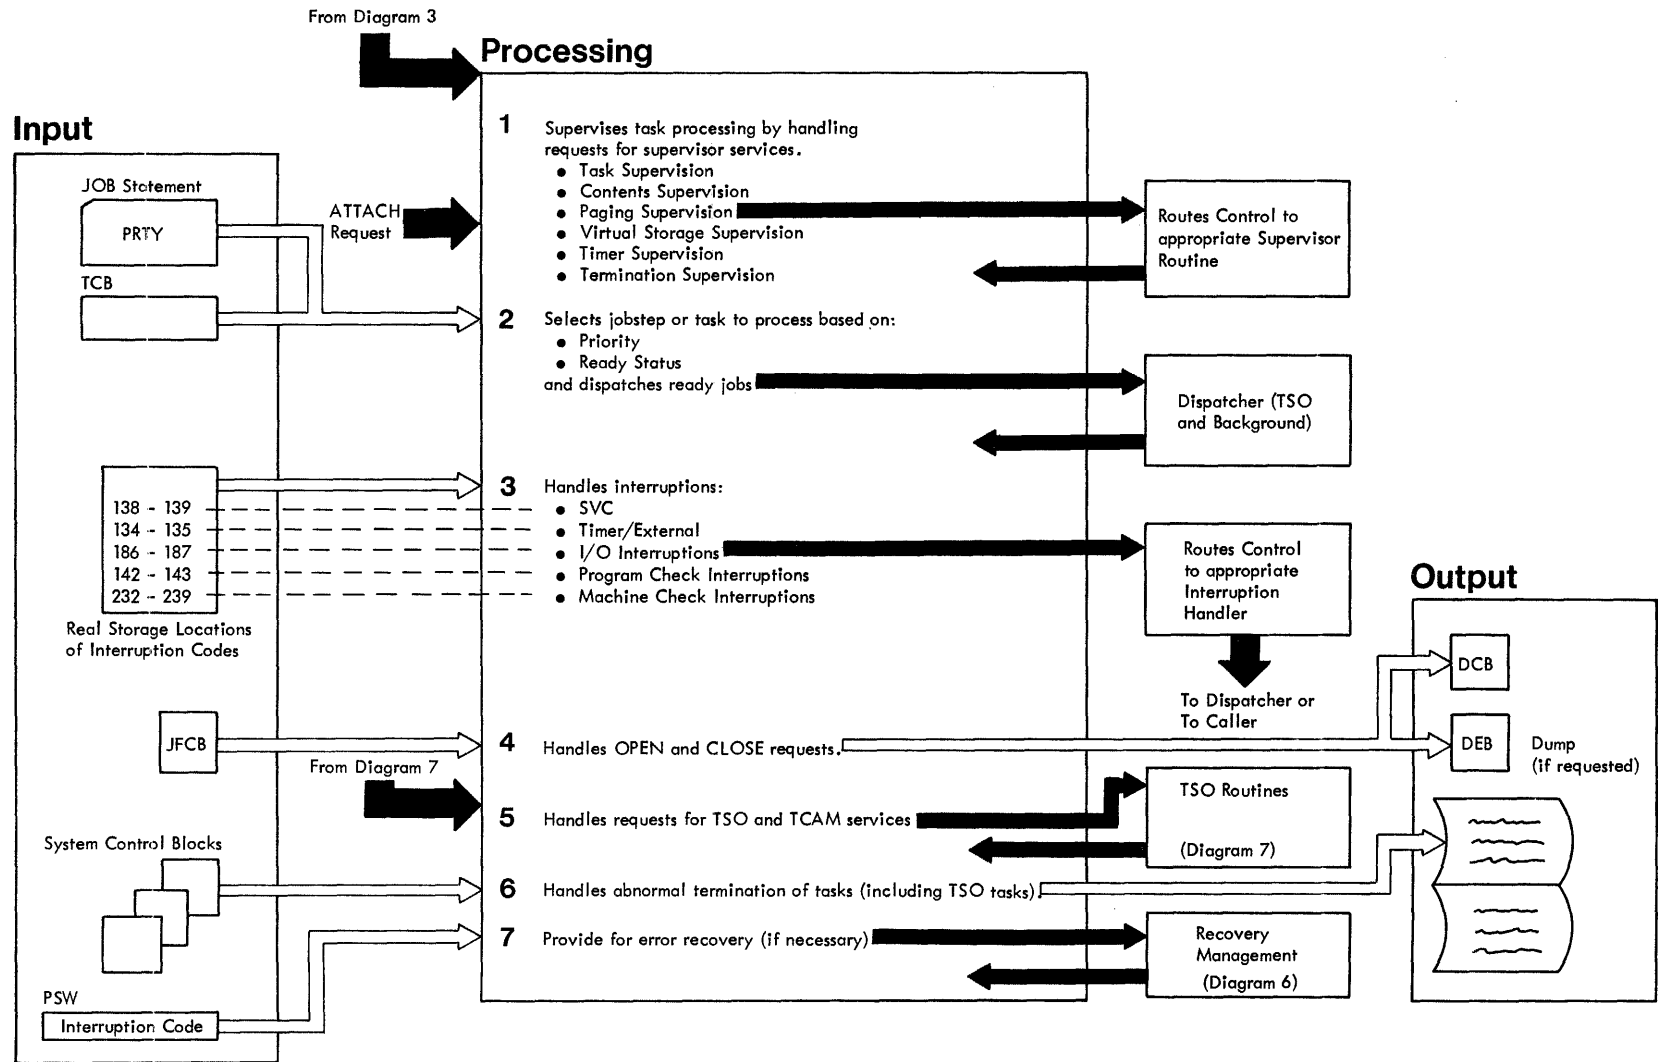 From Diagram 3
Processing
Input
1 Supervises task processing by handling
requests for supervisor services.
• Task Supervision
• Contents Supervision
• Paging Supervision
• Virtual Storage Supervision
• Timer Supervision
• Termination Supervision
JOB Statement
PRTY
ATTACH
Request
TCB
Routes Control to
appropriate Supervisor
Routine
2 Selects jobstep or task to process based on:
• Priority
• Ready Status
and dispatches ready jobs
Dispatcher (TSO
and Background)
3 Handles interruptions:
138 - 139
• SVC
134 - 135
• Timer/External
186 - 187
• I/O Interruptions
142 - 143
• Program Check Interruptions
232 - 239
• Machine Check Interruptions
Real Storage Locations
of Interruption Codes
Routes Control
to appropriate
Interruption
Handler
To Dispatcher or
To Caller
Output
DCB
JFCB
4 Handles OPEN and CLOSE requests.
DEB
Dump
(if requested)
From Diagram 7
5 Handles requests for TSO and TCAM services
TSO Routines
(Diagram 7)
System Control Blocks
6 Handles abnormal termination of tasks (including TSO tasks).
7 Provide for error recovery (if necessary)
Recovery
Management
(Diagram 6)
PSW
Interruption Code